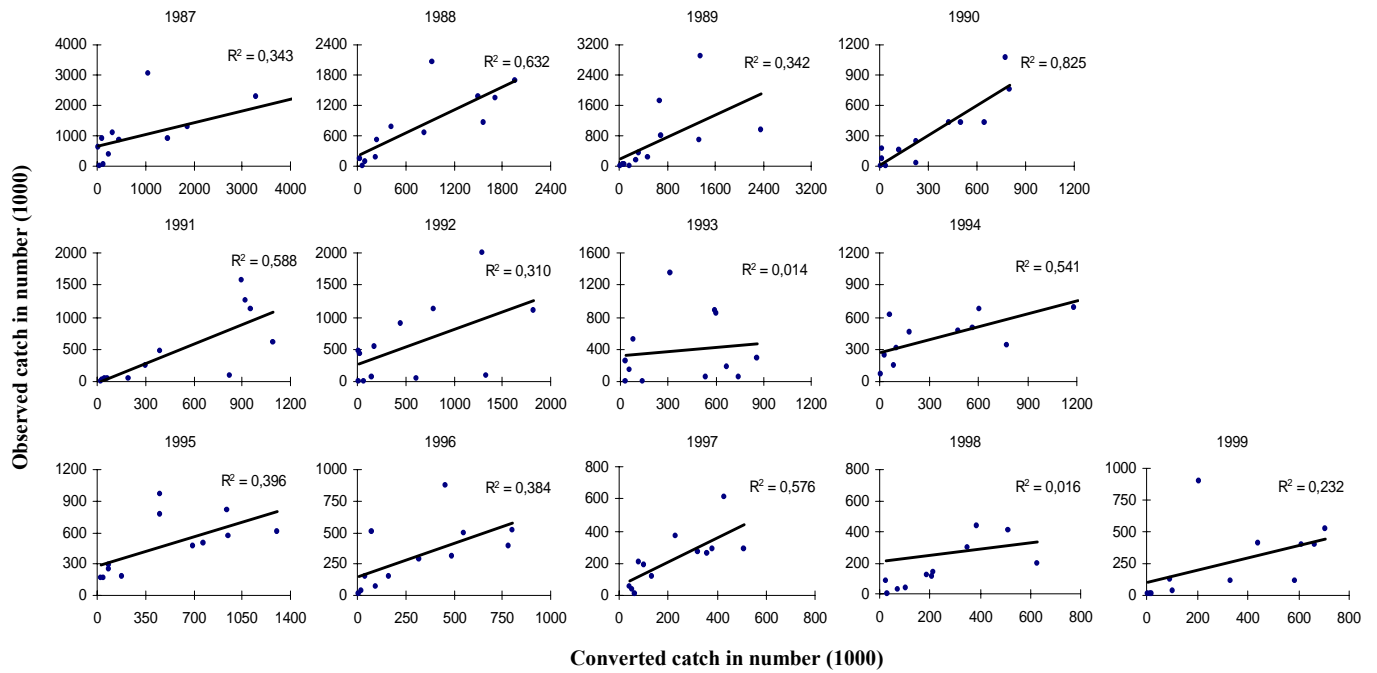 1987
R² = 0,343
4000
3000
2000
1000
0
0 1000 2000 3000 4000
1988
R² = 0,632
2400
1800
1200
600
0
0 600 1200 1800 2400
1989
R² = 0,342
3200
2400
1600
800
0
0 800 1600 2400 3200
1990
R² = 0,825
1200
900
600
300
0
0 300 600 900 1200
1991
R² = 0,588
2000
1500
1000
500
0
0 300 600 900 1200
1992
R² = 0,310
2000
1500
1000
500
0
0 500 1000 1500 2000
1993
R² = 0,014
1600
1200
800
400
0
0 300 600 900 1200
1994
R² = 0,541
1200
900
600
300
0
0 300 600 900 1200
1995
R² = 0,396
1200
900
600
300
0
0 350 700 1050 1400
1996
R² = 0,384
1000
750
500
250
0
0 250 500 750 1000
1997
R² = 0,576
800
600
400
200
0
0 200 400 600 800
1998
R² = 0,016
800
600
400
200
0
0 200 400 600 800
1999
R² = 0,232
1000
750
500
250
0
0 200 400 600 800
Observed catch in number (1000)
Converted catch in number (1000)